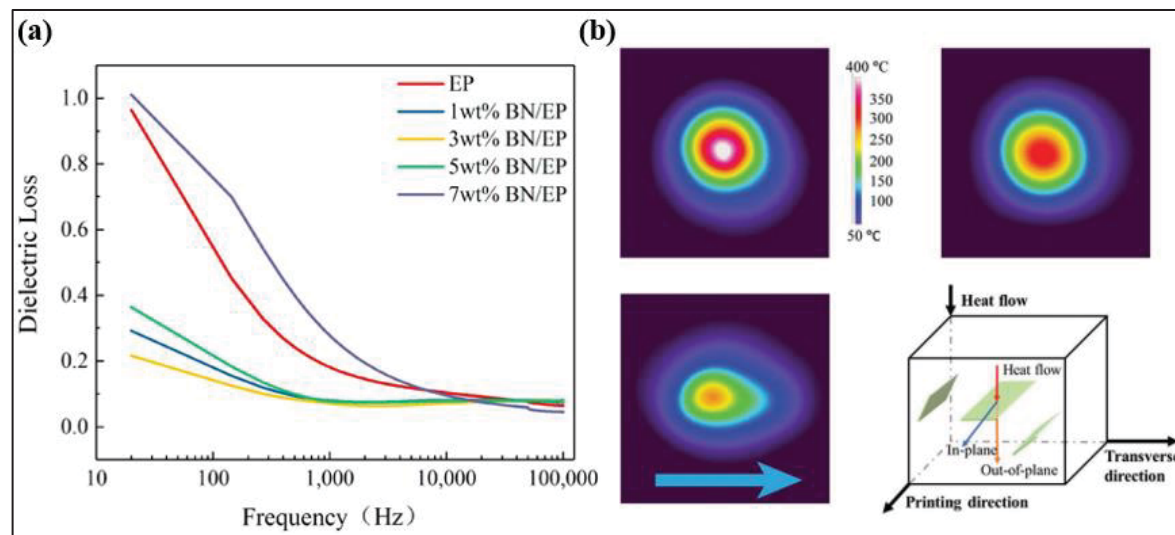 (a)
Dielectric Loss
1.0
0.8
0.6
0.4
0.2
0.0
10
100
1,000
10,000
100,000
Frequency（Hz）
EP
1wt% BN/EP
3wt% BN/EP
5wt% BN/EP
7wt% BN/EP
(b)
400 ℃
350
300
250
200
150
100
50 ℃
Heat flow
Heat flow
In-plane
Out-of-plane
Transverse
direction
Printing direction